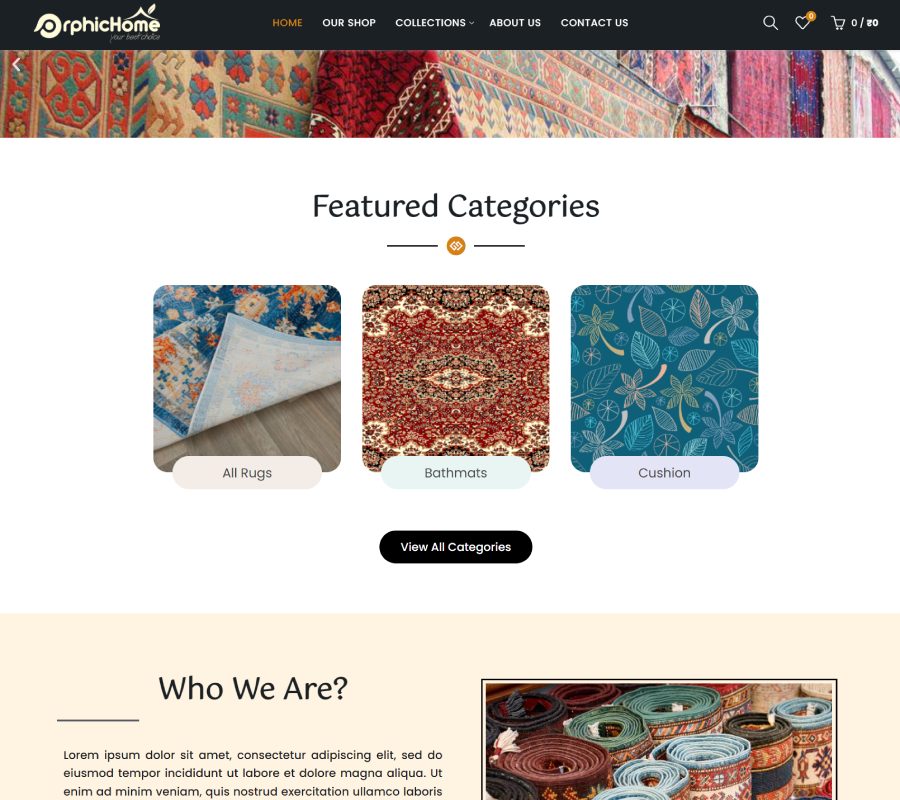 OrphicHome
your best choice
HOME
OUR SHOP
COLLECTIONS
ABOUT US
CONTACT US
0
0 / ₹0
Featured Categories
All Rugs
Bathmats
Cushion
View All Categories
Who We Are?
Lorem ipsum dolor sit amet, consectetur adipiscing elit, sed do
eiusmod tempor incididunt ut labore et dolore magna aliqua. Ut
enim ad minim veniam, quis nostrud exercitation ullamco laboris